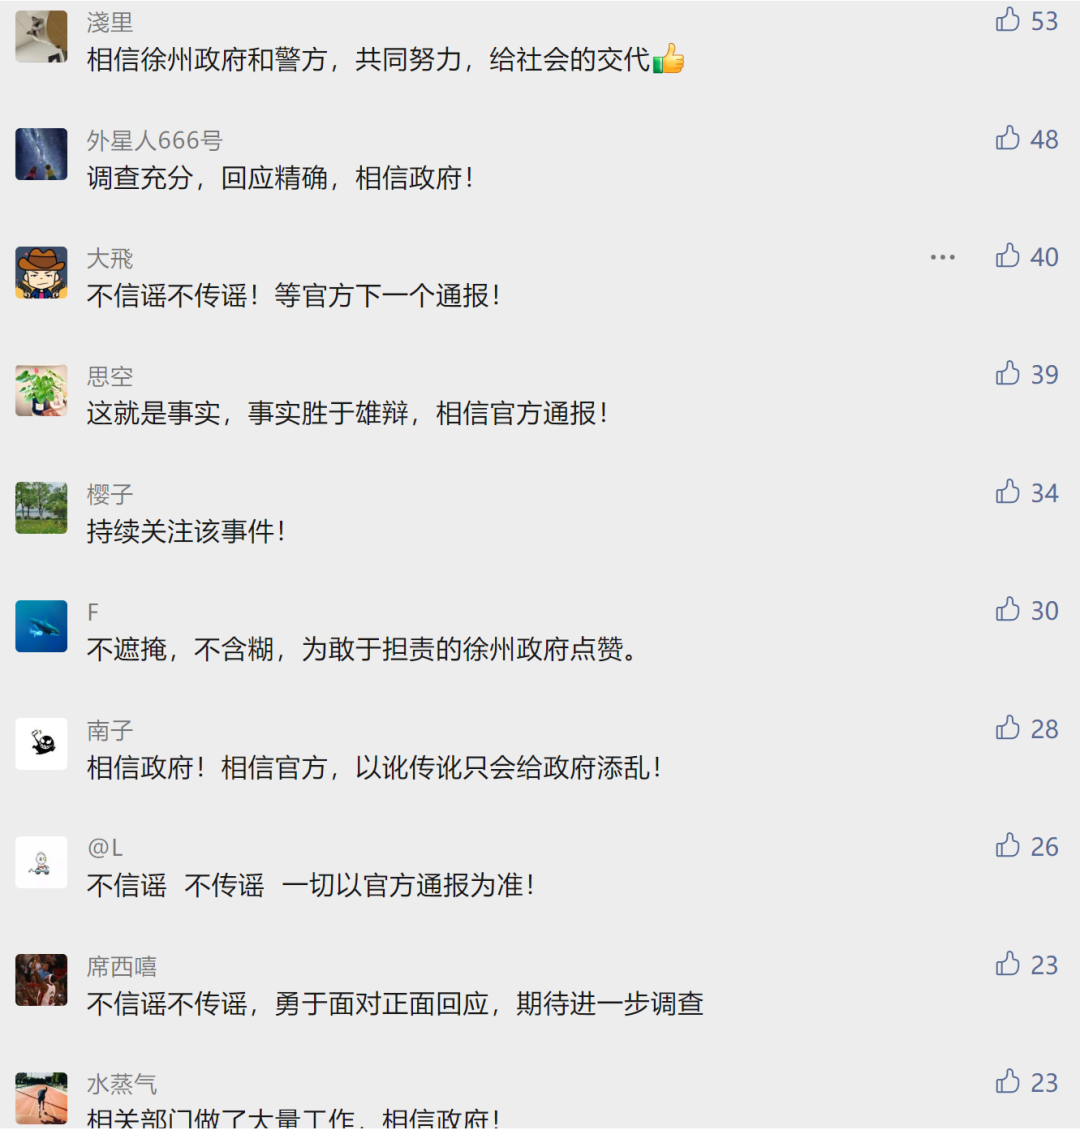 淺里
53
相信徐州政府和警方，共同努力，给社会的交代👍
外星人666号
48
调查充分，回应精确，相信政府！
大飛
40
不信谣不传谣！等官方下一个通报！
思空
39
这就是事实，事实胜于雄辩，相信官方通报！
樱子
34
持续关注该事件！
F
30
不遮掩，不含糊，为敢于担责的徐州政府点赞。
南子
28
相信政府！相信官方，以讹传讹只会给政府添乱！
@L
26
不信谣 不传谣 一切以官方通报为准！
席西嘻
23
不信谣不传谣，勇于面对正面回应，期待进一步调查
水蒸气
23
相关部门做了大量工作，相信政府！